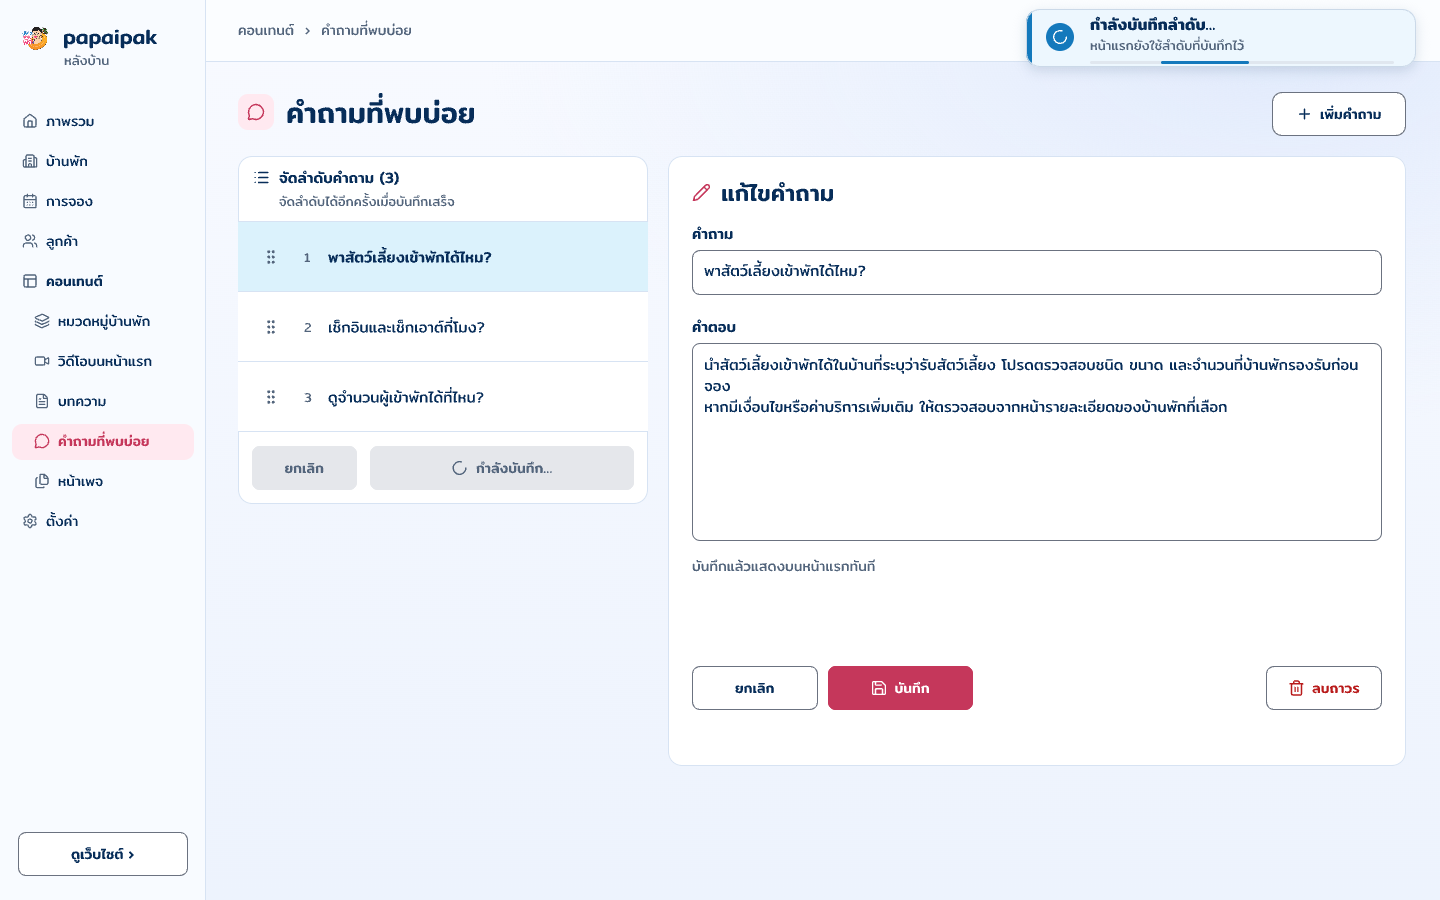 papaipak
หลังบ้าน
ภาพรวม
บ้านพัก
การจอง
ลูกค้า
คอนเทนต์
หมวดหมู่บ้านพัก
วิดีโอบนหน้าแรก
บทความ
คำถามที่พบบ่อย
หน้าเพจ
ตั้งค่า
ดูเว็บไซต์ ›
คอนเทนต์ › คำถามที่พบบ่อย
กำลังบันทึกลำดับ...
หน้าแรกยังใช้ลำดับที่บันทึกไว้
คำถามที่พบบ่อย
เพิ่มคำถาม
จัดลำดับคำถาม (3)
จัดลำดับได้อีกครั้งเมื่อบันทึกเสร็จ
1 พาสัตว์เลี้ยงเข้าพักได้ไหม?
2 เช็กอินและเช็กเอาต์กี่โมง?
3 ดูจำนวนผู้เข้าพักได้ที่ไหน?
ยกเลิก
กำลังบันทึก...
แก้ไขคำถาม
คำถาม
พาสัตว์เลี้ยงเข้าพักได้ไหม?
คำตอบ
นำสัตว์เลี้ยงเข้าพักได้ในบ้านที่ระบุว่ารับสัตว์เลี้ยง โปรดตรวจสอบชนิด ขนาด และจำนวนที่บ้านพักรองรับก่อน
จอง
หากมีเงื่อนไขหรือค่าบริการเพิ่มเติม ให้ตรวจสอบจากหน้ารายละเอียดของบ้านพักที่เลือก
บันทึกแล้วแสดงบนหน้าแรกทันที
ยกเลิก
บันทึก
ลบถาวร